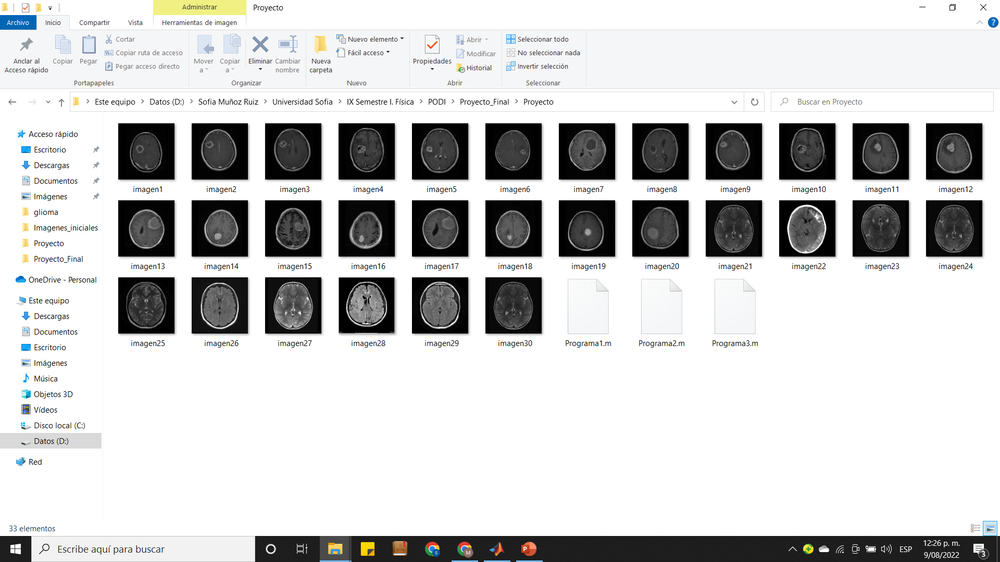 Administrar
Proyecto
Archivo
Inicio
Compartir
Vista
Herramientas de imagen
Anclar al
Acceso rápido
Copiar
Pegar
Cortar
Copiar ruta de acceso
Pegar acceso directo
Portapapeles
Mover
a
Copiar
a
Eliminar
Cambiar
nombre
Organizar
Nueva
carpeta
Nuevo elemento
Fácil acceso
Nuevo
Propiedades
Abrir
Modificar
Historial
Abrir
Seleccionar todo
No seleccionar nada
Invertir selección
Seleccionar
Este equipo > Datos (D:) > Sofia Muñoz Ruiz > Universidad Sofia > IX Semestre I. Física > PODI > Proyecto_Final > Proyecto
Buscar en Proyecto
Acceso rápido
Escritorio
Descargas
Documentos
Imágenes
glioma
Imagenes_iniciales
Proyecto
Proyecto_Final
OneDrive - Personal
Este equipo
Descargas
Documentos
Escritorio
Imágenes
Música
Objetos 3D
Vídeos
Disco local (C:)
Datos (D:)
Red
imagen1 imagen2 imagen3 imagen4 imagen5 imagen6 imagen7 imagen8 imagen9 imagen10 imagen11 imagen12
imagen13 imagen14 imagen15 imagen16 imagen17 imagen18 imagen19 imagen20 imagen21 imagen22 imagen23 imagen24
imagen25 imagen26 imagen27 imagen28 imagen29 imagen30 Programa1.m Programa2.m Programa3.m
33 elementos
Escribe aquí para buscar
S
M
P
ESP
12:26 p. m.
9/08/2022
3